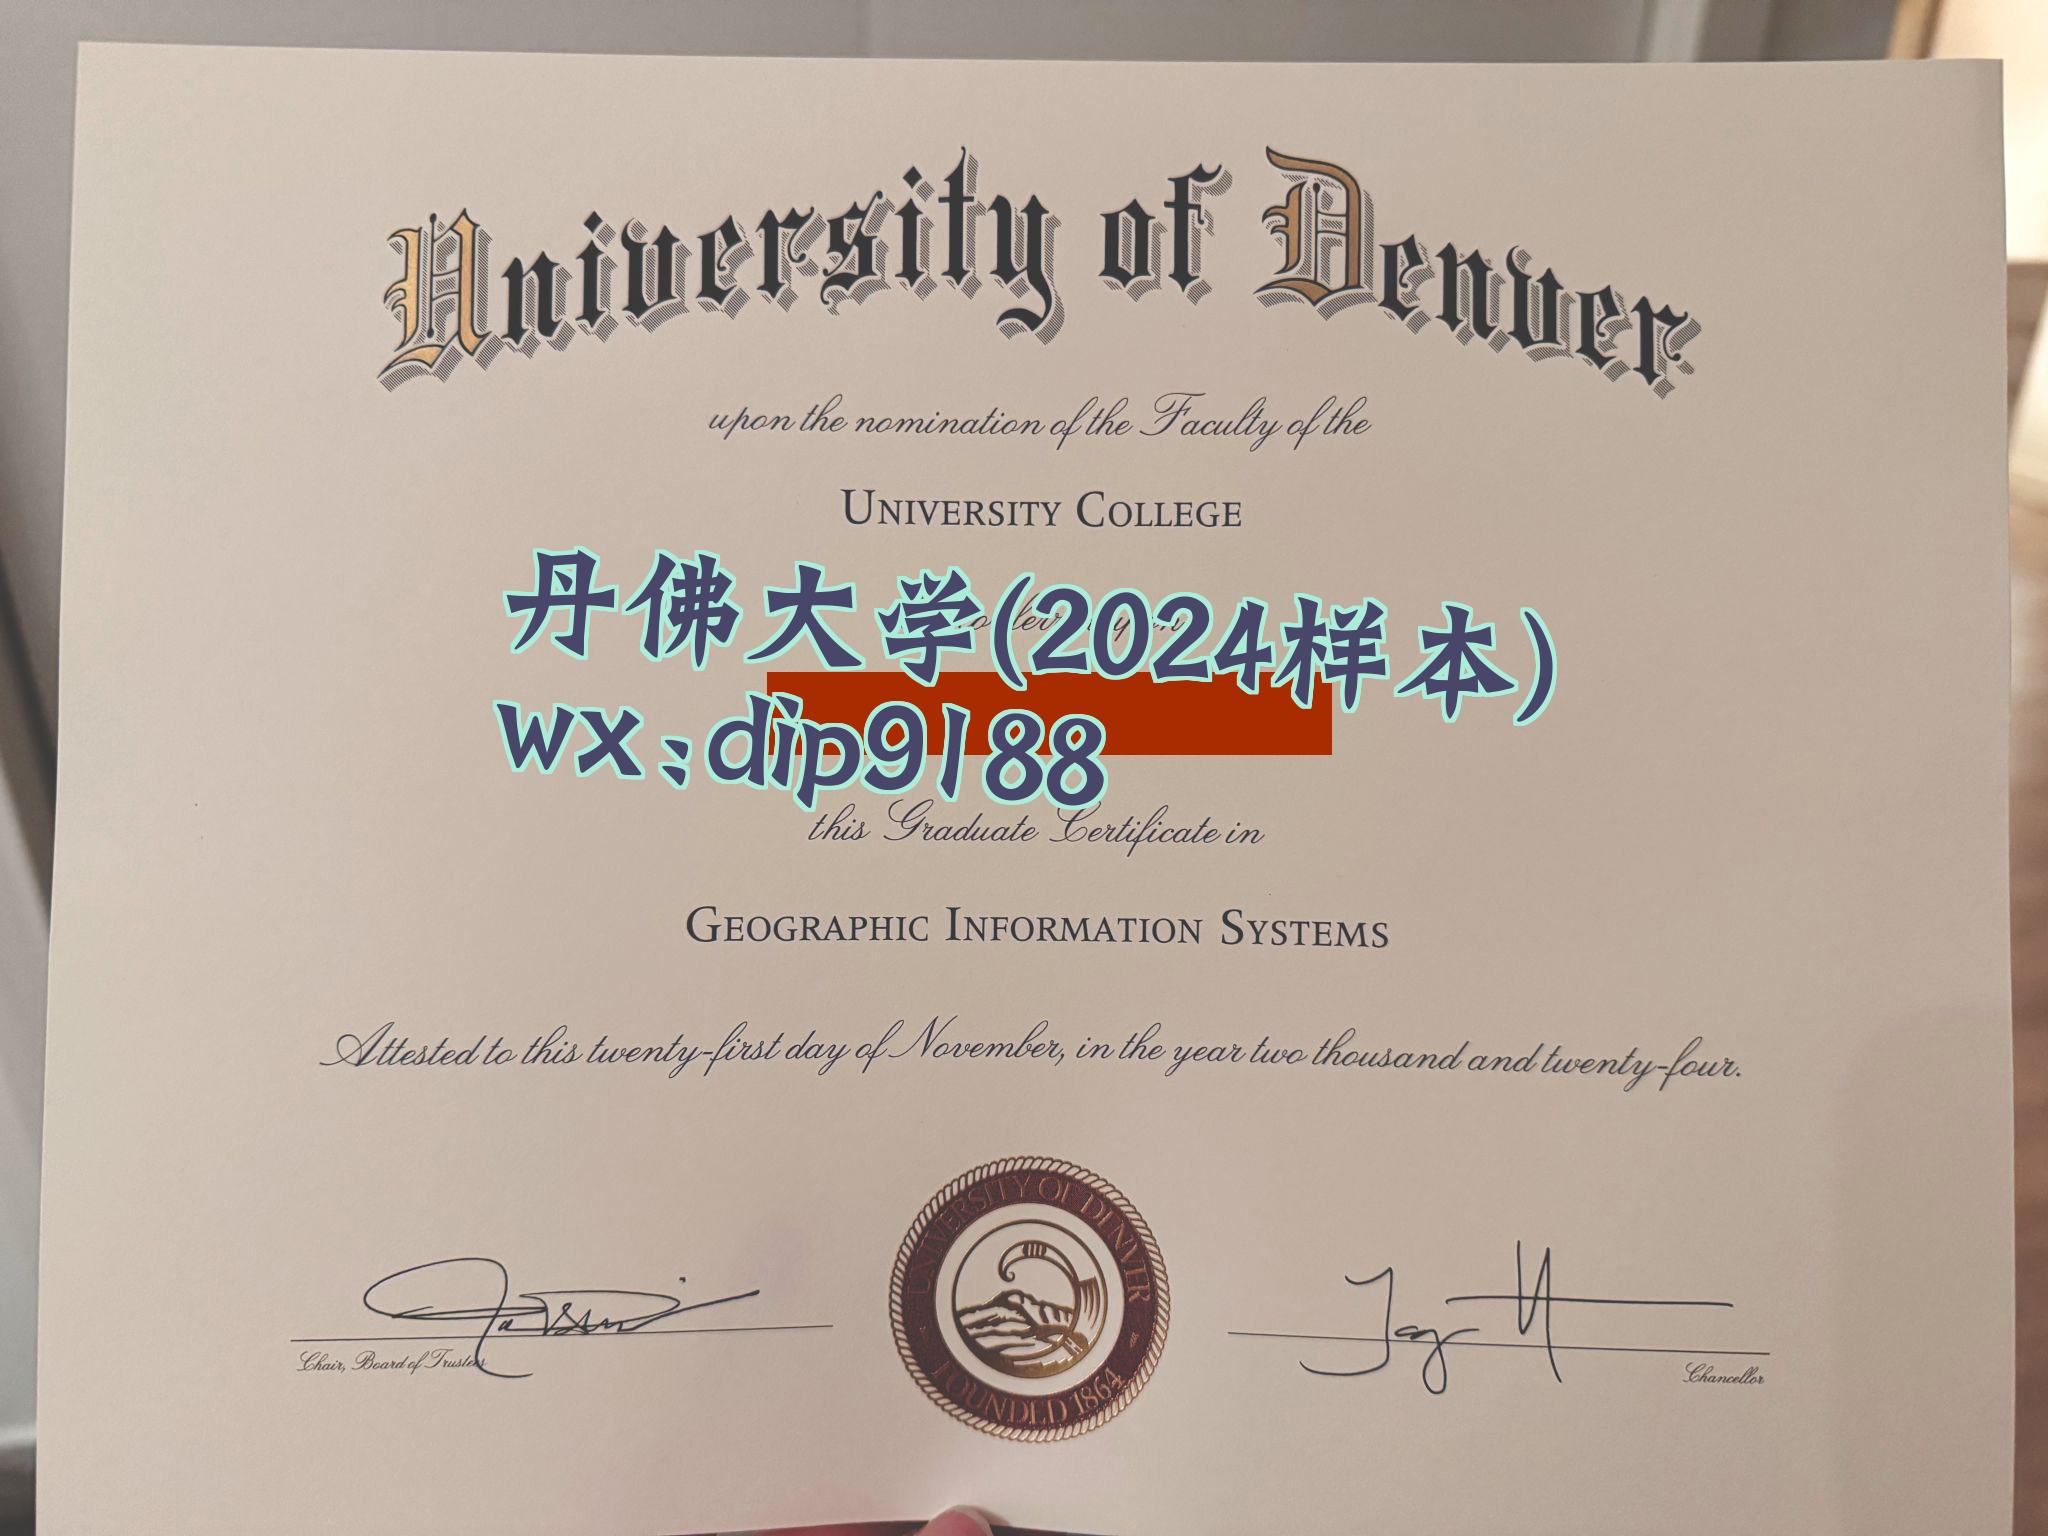 University of Denver
upon the nomination of the Faculty of the
UNIVERSITY COLLEGE
丹佛大学(2024样本)
wx:dip9188
this Graduate Certificate in
GEOGRAPHIC INFORMATION SYSTEMS
Attested to this twenty-first day of November, in the year two thousand and twenty-four.
UNIVERSITY OF DENVER
FOUNDED 1864
Chair, Board of Trustees
Chancellor